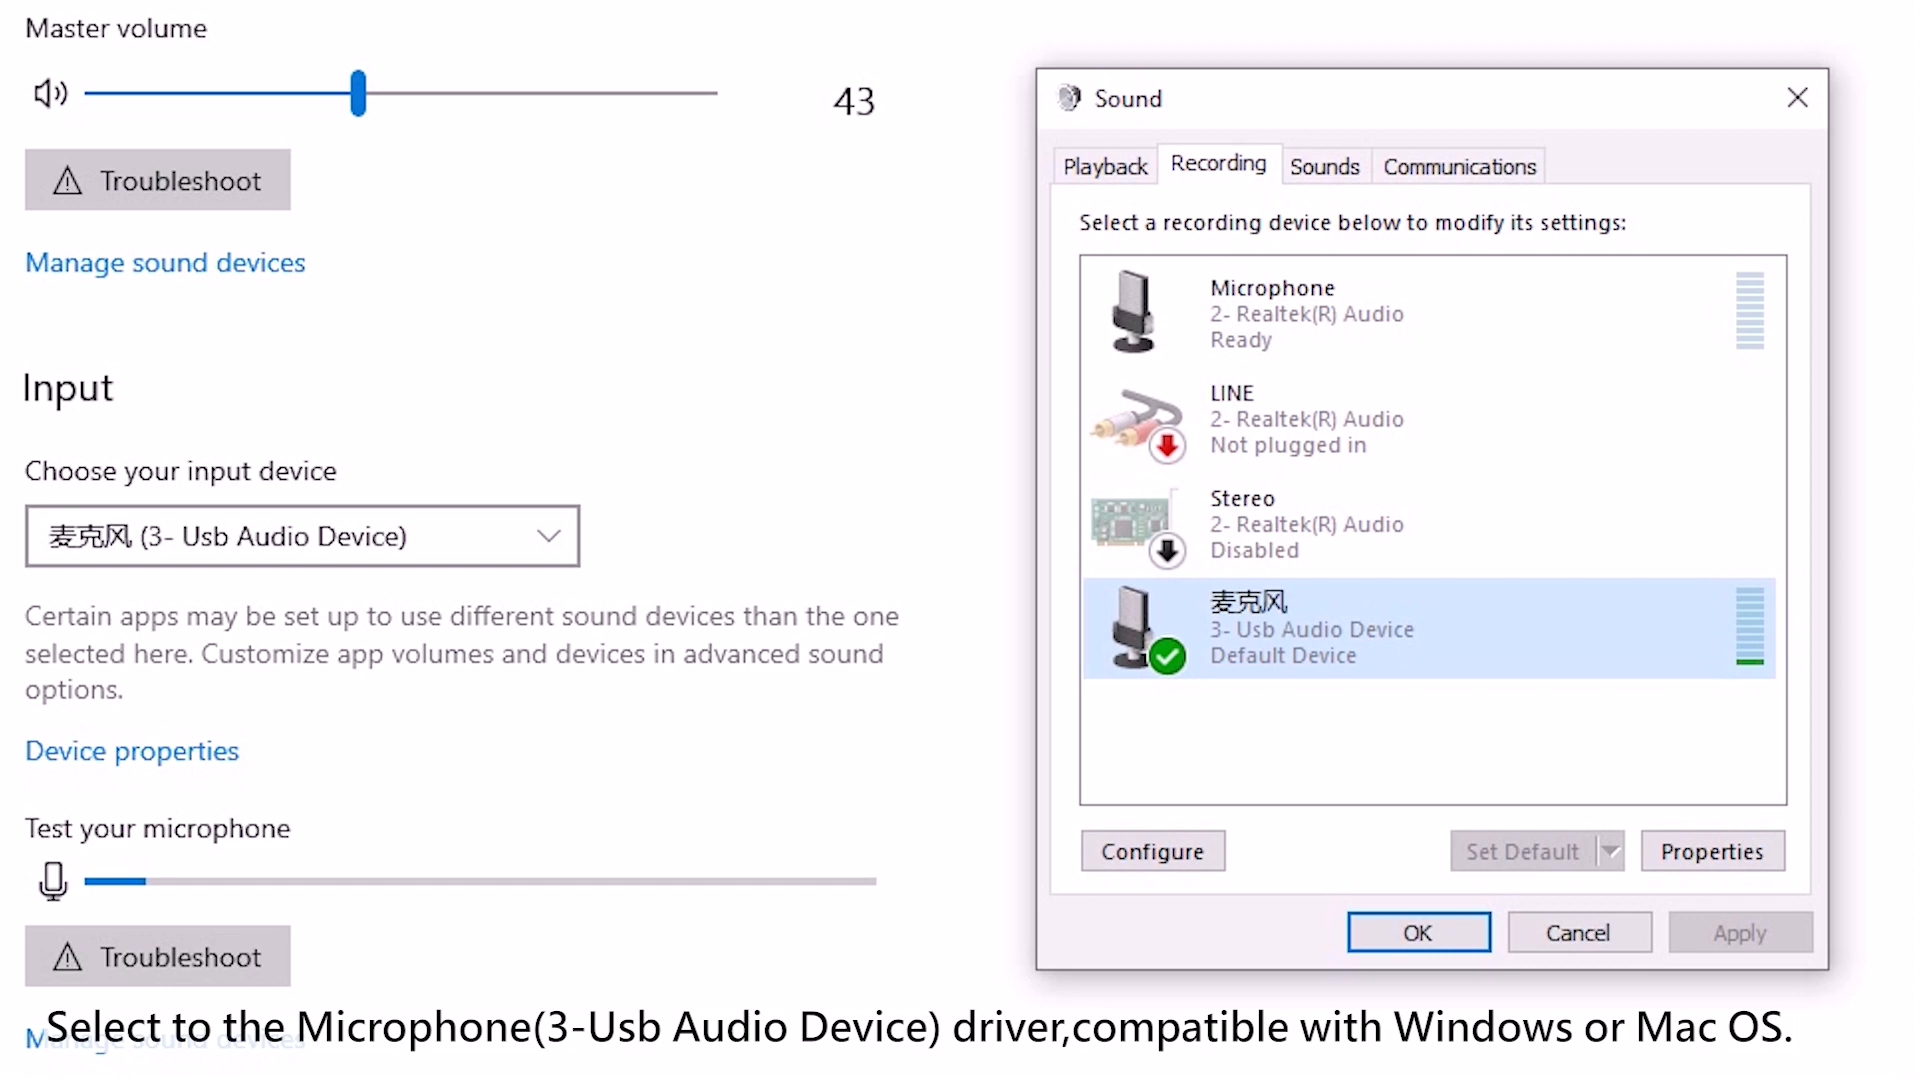 Master volume
43
Troubleshoot
Manage sound devices
Input
Choose your input device
麦克风 (3- Usb Audio Device)
Certain apps may be set up to use different sound devices than the one
selected here. Customize app volumes and devices in advanced sound
options.
Device properties
Test your microphone
Troubleshoot
Manage sound devices
Sound
Playback
Recording
Sounds
Communications
Select a recording device below to modify its settings:
Microphone
2- Realtek(R) Audio
Ready
LINE
2- Realtek(R) Audio
Not plugged in
Stereo
2- Realtek(R) Audio
Disabled
麦克风
3- Usb Audio Device
Default Device
Configure
Set Default
Properties
OK
Cancel
Apply
Select to the Microphone(3-Usb Audio Device) driver,compatible with Windows or Mac OS.